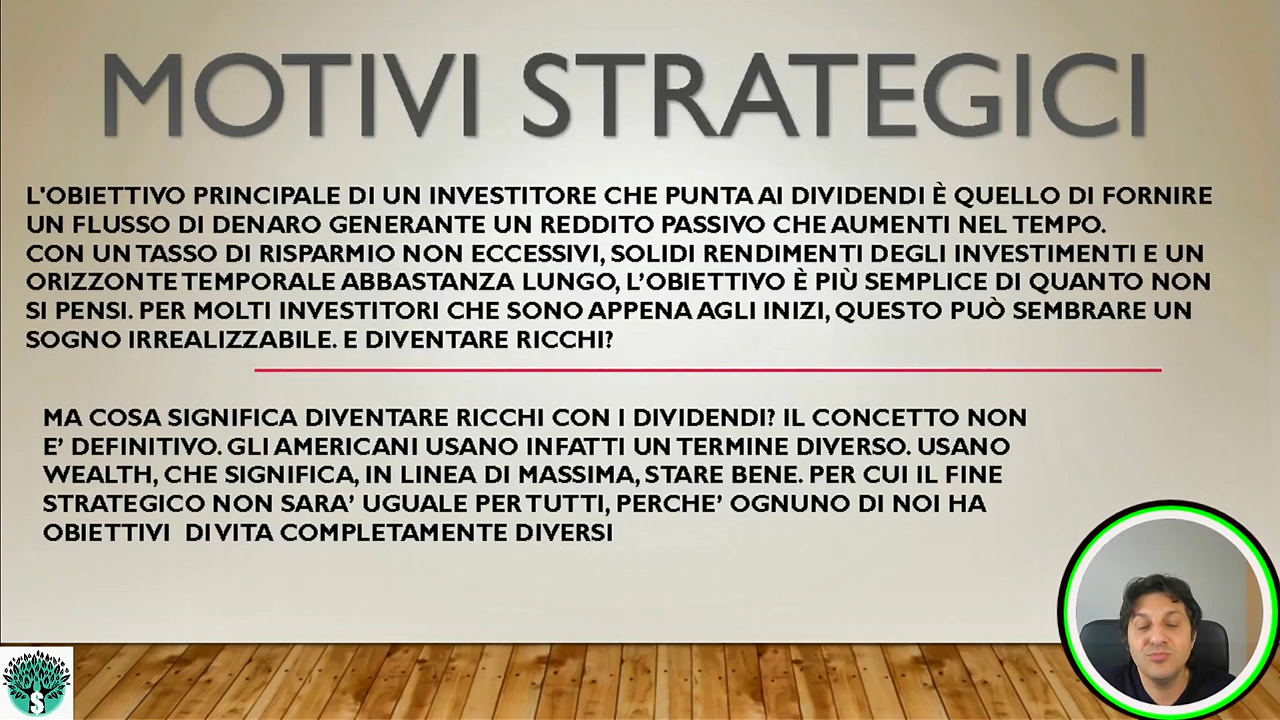 MOTIVI STRATEGICI
L'OBIETTIVO PRINCIPALE DI UN INVESTITORE CHE PUNTA AI DIVIDENDI È QUELLO DI FORNIRE
UN FLUSSO DI DENARO GENERANTE UN REDDITO PASSIVO CHE AUMENTI NEL TEMPO.
CON UN TASSO DI RISPARMIO NON ECCESSIVI, SOLIDI RENDIMENTI DEGLI INVESTIMENTI E UN
ORIZZONTE TEMPORALE ABBASTANZA LUNGO, L’OBIETTIVO È PIÙ SEMPLICE DI QUANTO NON
SI PENSI. PER MOLTI INVESTITORI CHE SONO APPENA AGLI INIZI, QUESTO PUÒ SEMBRARE UN
SOGNO IRREALIZZABILE. E DIVENTARE RICCHI?
MA COSA SIGNIFICA DIVENTARE RICCHI CON I DIVIDENDI? IL CONCETTO NON
E’ DEFINITIVO. GLI AMERICANI USANO INFATTI UN TERMINE DIVERSO. USANO
WEALTH, CHE SIGNIFICA, IN LINEA DI MASSIMA, STARE BENE. PER CUI IL FINE
STRATEGICO NON SARA’ UGUALE PER TUTTI, PERCHE’ OGNUNO DI NOI HA
OBIETTIVI DI VITA COMPLETAMENTE DIVERSI
$